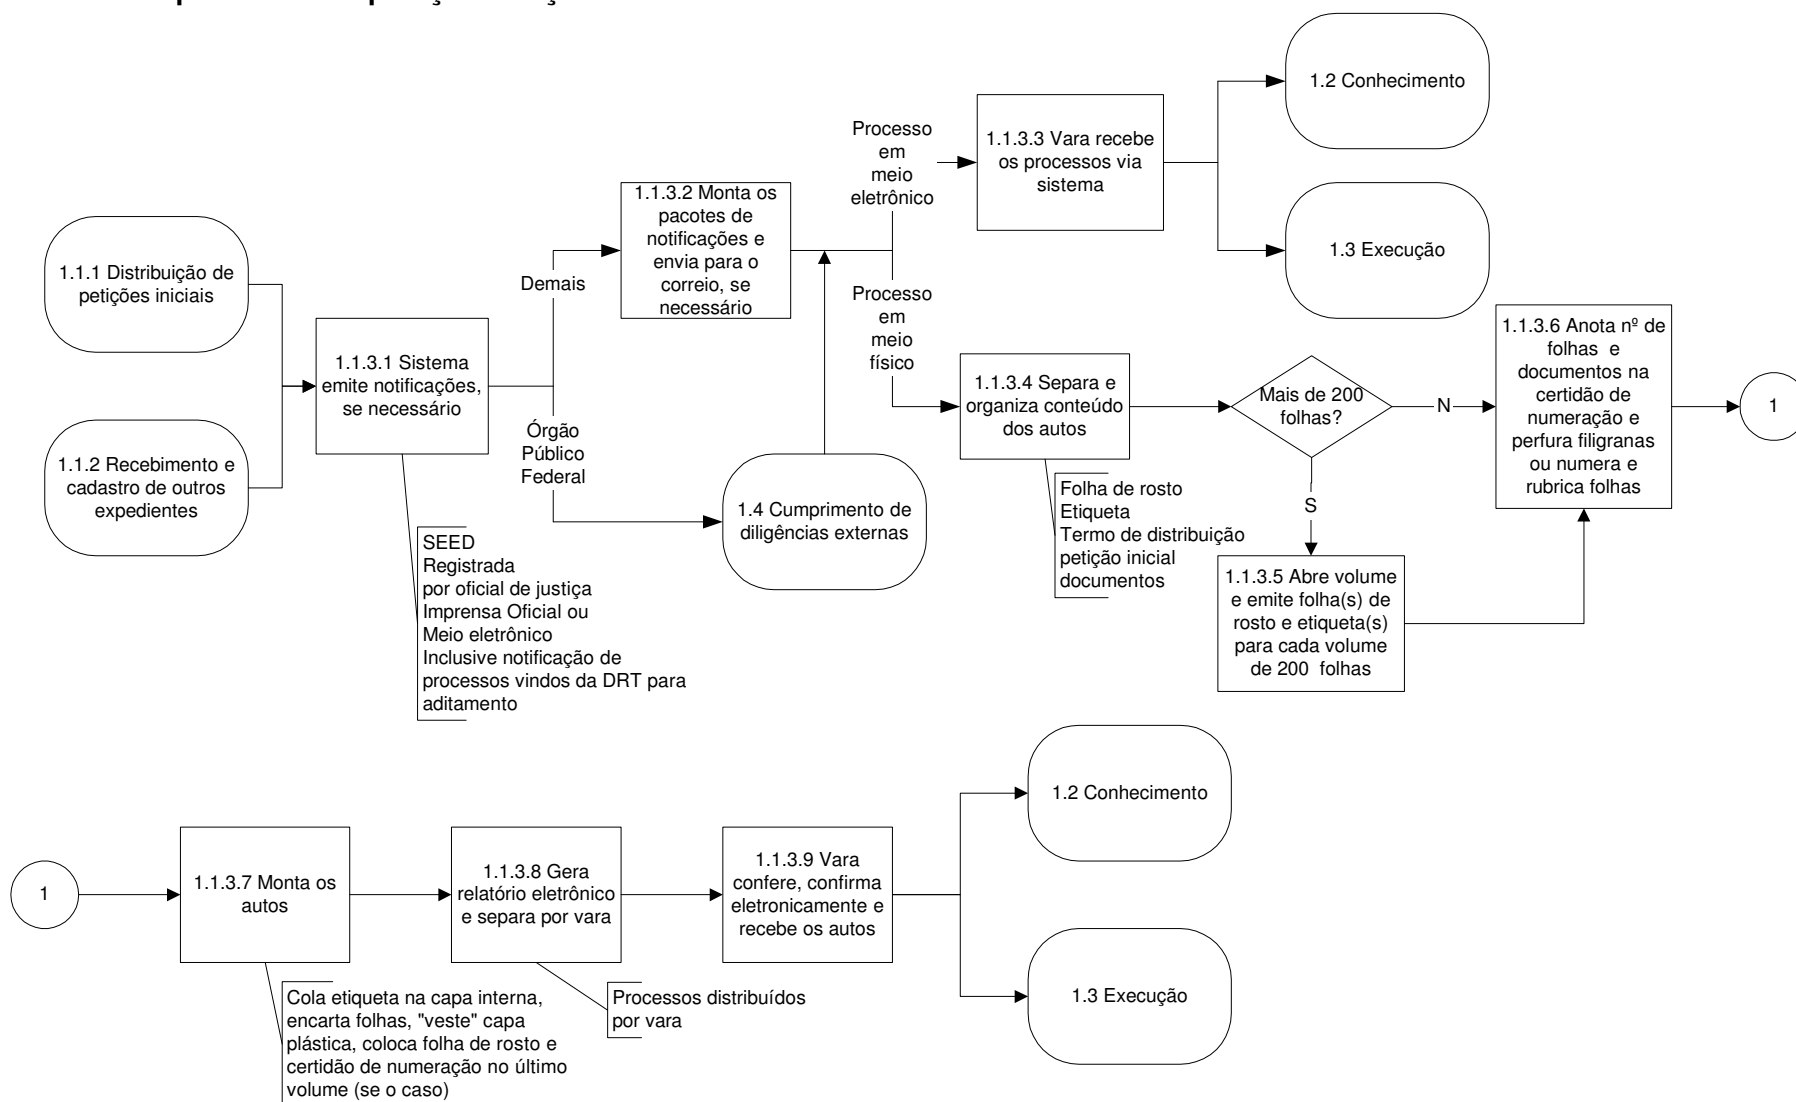 1.1.1 Distribuição de
petições iniciais
1.1.2 Recebimento e
cadastro de outros
expedientes
1.1.3.1 Sistema
emite notificações,
se necessário
SEED
Registrada
por oficial de justiça
Imprensa Oficial ou
Meio eletrônico
Inclusive notificação de
processos vindos da DRT para
aditamento
Demais
Órgão
Público
Federal
1.1.3.2 Monta os
pacotes de
notificações e
envia para o
correio, se
necessário
1.4 Cumprimento de
diligências externas
Processo
em
meio
eletrônico
Processo
em
meio
físico
1.1.3.3 Vara recebe
os processos via
sistema
1.2 Conhecimento
1.3 Execução
1.1.3.4 Separa e
organiza conteúdo
dos autos
Folha de rosto
Etiqueta
Termo de distribuição
petição inicial
documentos
Mais de 200
folhas?
N
S
1.1.3.5 Abre volume
e emite folha(s) de
rosto e etiqueta(s)
para cada volume
de 200 folhas
1.1.3.6 Anota nº de
folhas e
documentos na
certidão de
numeração e
perfura filigranas
ou numera e
rubrica folhas
1
1
1.1.3.7 Monta os
autos
Cola etiqueta na capa interna,
encarta folhas, "veste" capa
plástica, coloca folha de rosto e
certidão de numeração no último
volume (se o caso)
1.1.3.8 Gera
relatório eletrônico
e separa por vara
Processos distribuídos
por vara
1.1.3.9 Vara
confere, confirma
eletronicamente e
recebe os autos
1.2 Conhecimento
1.3 Execução